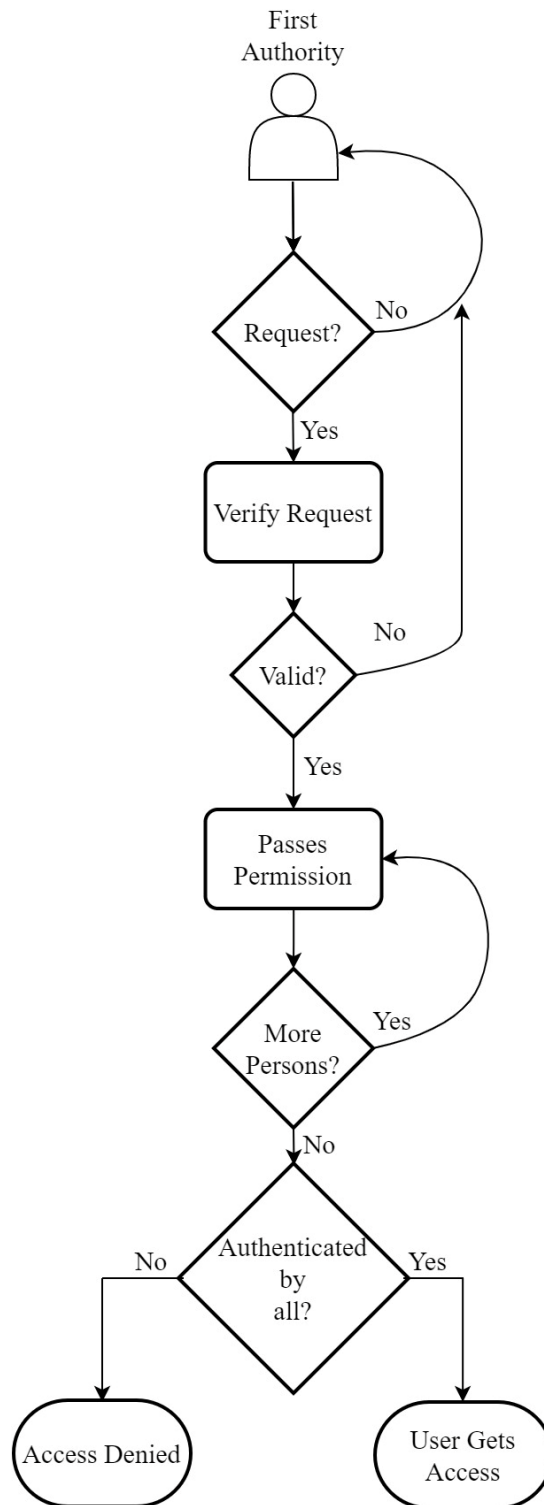 First
Authority
Request?
No
Yes
Verify Request
No
Valid?
Yes
Passes
Permission
More
Persons?
Yes
No
Authenticated
by
all?
No
Yes
Access Denied
User Gets
Access